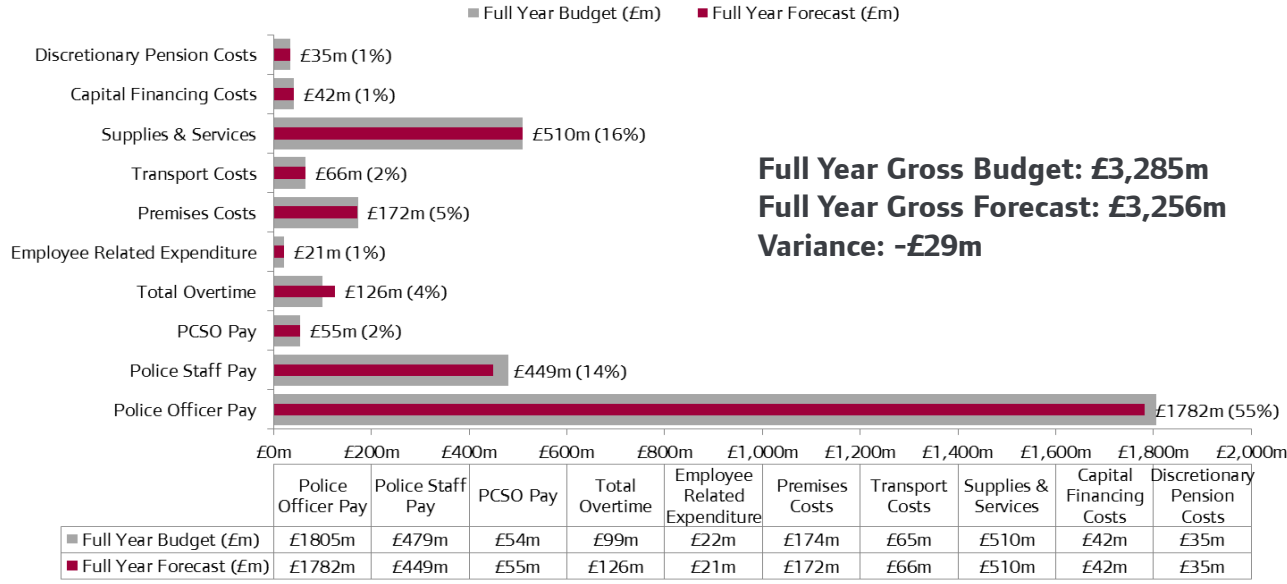 Full Year Budget (£m) Full Year Forecast (£m)
Discretionary Pension Costs £35m (1%)
Capital Financing Costs £42m (1%)
Supplies & Services £510m (16%)
Transport Costs £66m (2%)
Premises Costs £172m (5%)
Employee Related Expenditure £21m (1%)
Total Overtime £126m (4%)
PCSO Pay £55m (2%)
Police Staff Pay £449m (14%)
Police Officer Pay £1782m (55%)
Full Year Gross Budget: £3,285m
Full Year Gross Forecast: £3,256m
Variance: -£29m
£0m £200m £400m £600m £800m £1,000m £1,200m £1,400m £1,600m £1,800m £2,000m
Police Officer Pay Police Staff Pay PCSO Pay Total Overtime Employee Related Expenditure Premises Costs Transport Costs Supplies & Services Capital Financing Costs Discretionary Pension Costs
Full Year Budget (£m) £1805m £479m £54m £99m £22m £174m £65m £510m £42m £35m
Full Year Forecast (£m) £1782m £449m £55m £126m £21m £172m £66m £510m £42m £35m